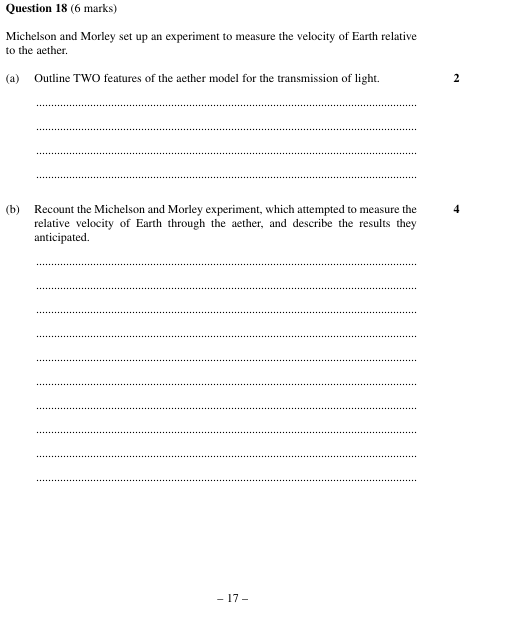 Question 18 (6 marks)
Michelson and Morley set up an experiment to measure the velocity of Earth relative
to the aether.
(a) Outline TWO features of the aether model for the transmission of light. 2
................................................................................................................................
................................................................................................................................
................................................................................................................................
................................................................................................................................
(b) Recount the Michelson and Morley experiment, which attempted to measure the 4
relative velocity of Earth through the aether, and describe the results they
anticipated.
................................................................................................................................
................................................................................................................................
................................................................................................................................
................................................................................................................................
................................................................................................................................
................................................................................................................................
................................................................................................................................
................................................................................................................................
................................................................................................................................
................................................................................................................................
– 17 –